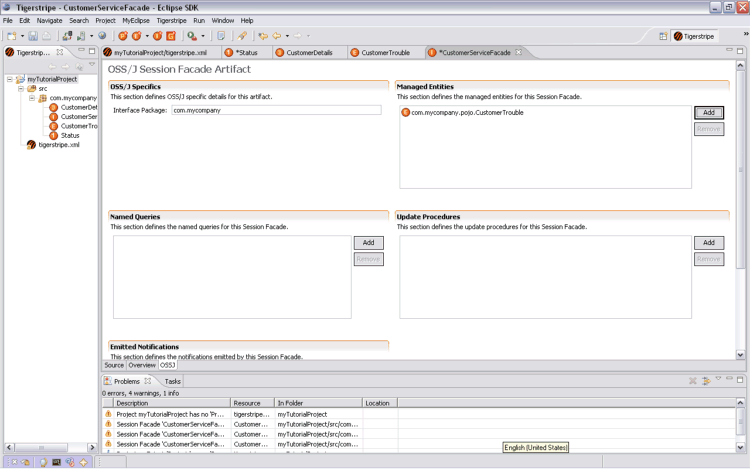 Tigerstripe - CustomerServiceFacade - Eclipse SDK
File Edit Navigate Search Project MyEclipse Tigerstripe Run Window Help
Tigerstripe
Tigerstrip...
myTutorialProject/tigerstripe.xml
*Status
CustomerDetails
CustomerTrouble
*CustomerServiceFacade
myTutorialProject
src
com.mycompany
CustomerDet
CustomerSer
CustomerTro
Status
tigerstripe.xml
OSS/J Session Facade Artifact
OSS/J Specifics
This section defines OSS/J specific details for this artifact.
Interface Package: com.mycompany
Managed Entities
This section defines the managed entities for this Session Facade.
com.mycompany.pojo.CustomerTrouble
Add
Remove
Named Queries
This section defines the named queries for this Session Facade.
Add
Remove
Update Procedures
This section defines the update procedures for this Session Facade.
Add
Remove
Emitted Notifications
This section defines the notifications emitted by this Session Facade.
Source Overview OSSJ
Problems Tasks
0 errors, 4 warnings, 1 info
Description Resource In Folder Location
Project myTutorialProject has no 'Pr... tigerstripe... myTutorialProject
Session Facade 'CustomerServiceFa... Customer... myTutorialProject/src/com...
Session Facade 'CustomerServiceFa... Customer... myTutorialProject/src/com...
Session Facade 'CustomerServiceFa... Customer... myTutorialProject/src/com...
English (United States)